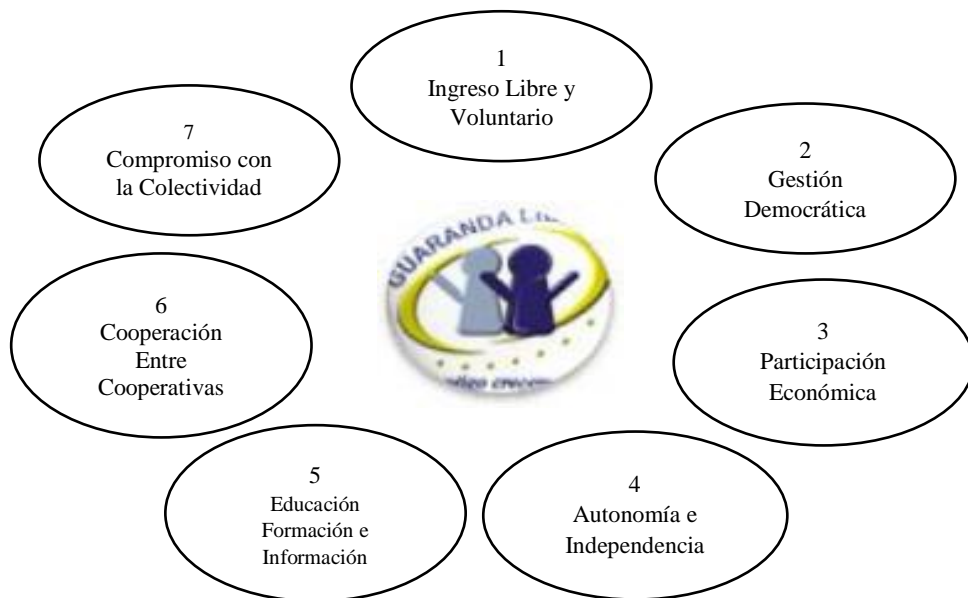 1
Ingreso Libre y
Voluntario
2
Gestión
Democrática
3
Participación
Económica
4
Autonomía e
Independencia
5
Educación
Formación e
Información
6
Cooperación
Entre
Cooperativas
7
Compromiso con
la Colectividad
GUARANDA